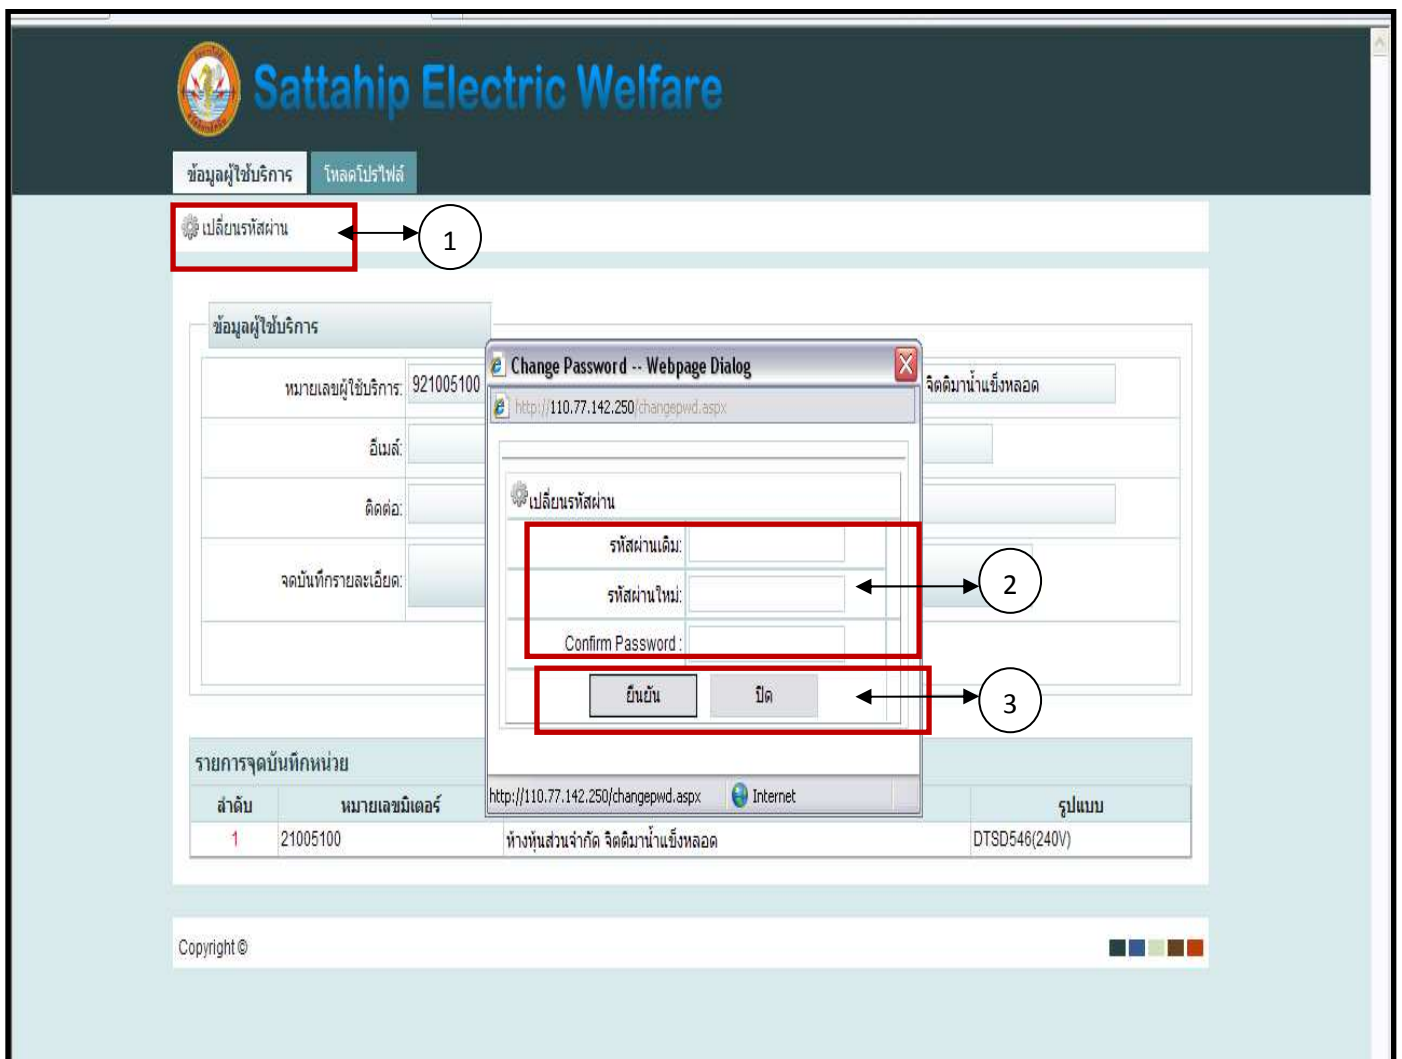 Sattahip Electric Welfare
ข้อมูลผู้ใช้บริการ โหลดโปรไฟล์
เปลี่ยนรหัสผ่าน 1
ข้อมูลผู้ใช้บริการ
Change Password -- Webpage Dialog
หมายเลขผู้ใช้บริการ: 921005100 จิตติมาน้ำแข็งหลอด
http://110.77.142.250/changepwd.aspx
อีเมล์:
เปลี่ยนรหัสผ่าน
ติดต่อ:
รหัสผ่านเดิม:
จดบันทึกรายละเอียด:
รหัสผ่านใหม่: 2
Confirm Password :
ยืนยัน ปิด 3
รายการจุดบันทึกหน่วย
http://110.77.142.250/changepwd.aspx Internet
ลำดับ หมายเลขมิเตอร์ รูปแบบ
1 21005100 ห้างหุ้นส่วนจำกัด จิตติมาน้ำแข็งหลอด DTSD546(240V)
Copyright ©